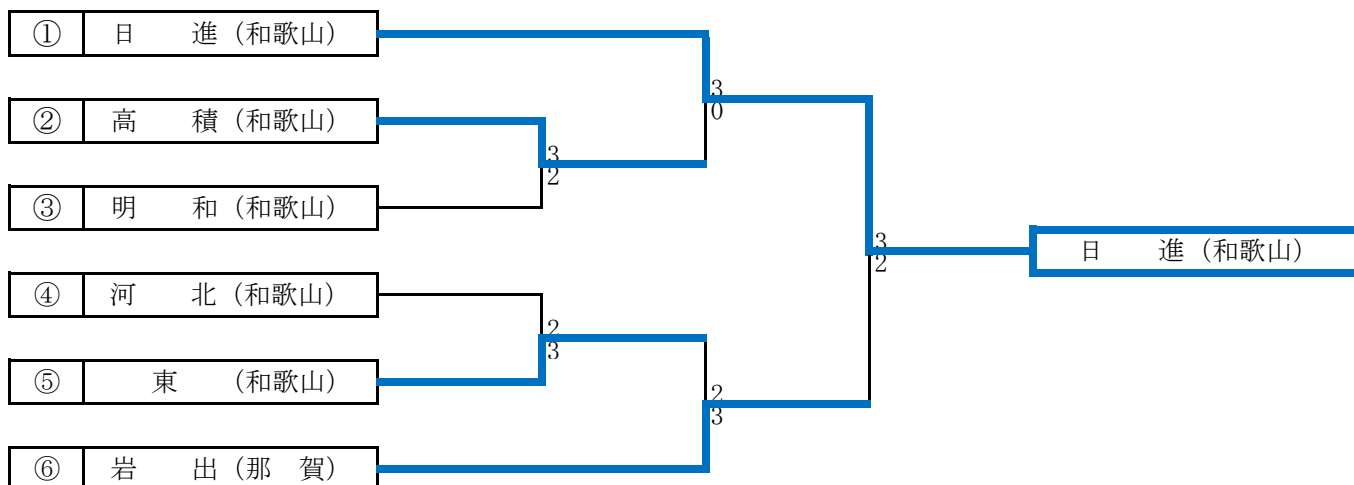 ① 日　進（和歌山）
3
0
② 高　積（和歌山）
3
2
③ 明　和（和歌山）
3
2
日　進（和歌山）
④ 河　北（和歌山）
2
3
⑤ 東　（和歌山）
2
3
⑥ 岩　出（那　賀）